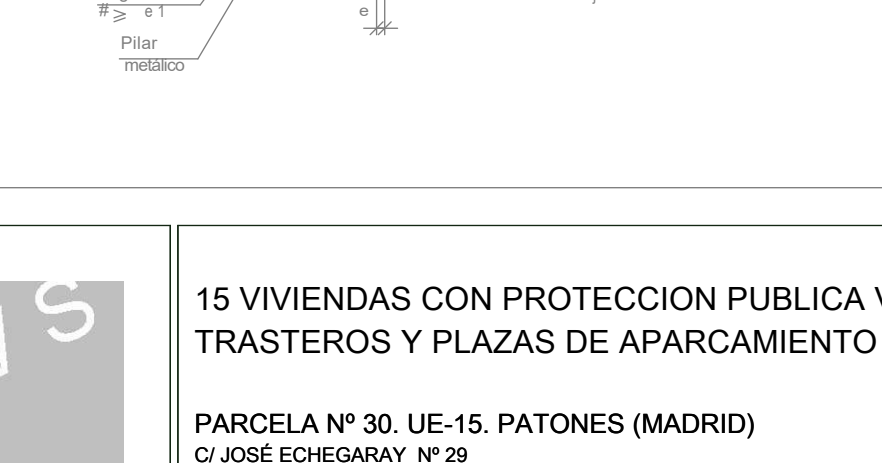 # ≥ e 1
e
Pilar
metálico
S
15 VIVIENDAS CON PROTECCION PUBLICA
TRASTEROS Y PLAZAS DE APARCAMIENTO
PARCELA Nº 30. UE-15. PATONES (MADRID)
C/ JOSÉ ECHEGARAY Nº 29